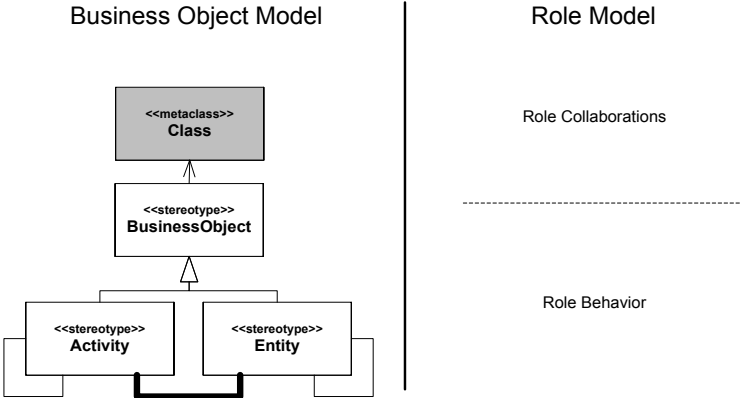 Business Object Model
Role Model
<<metaclass>>
Class
Role Collaborations
<<stereotype>>
BusinessObject
Role Behavior
<<stereotype>>
Activity
<<stereotype>>
Entity